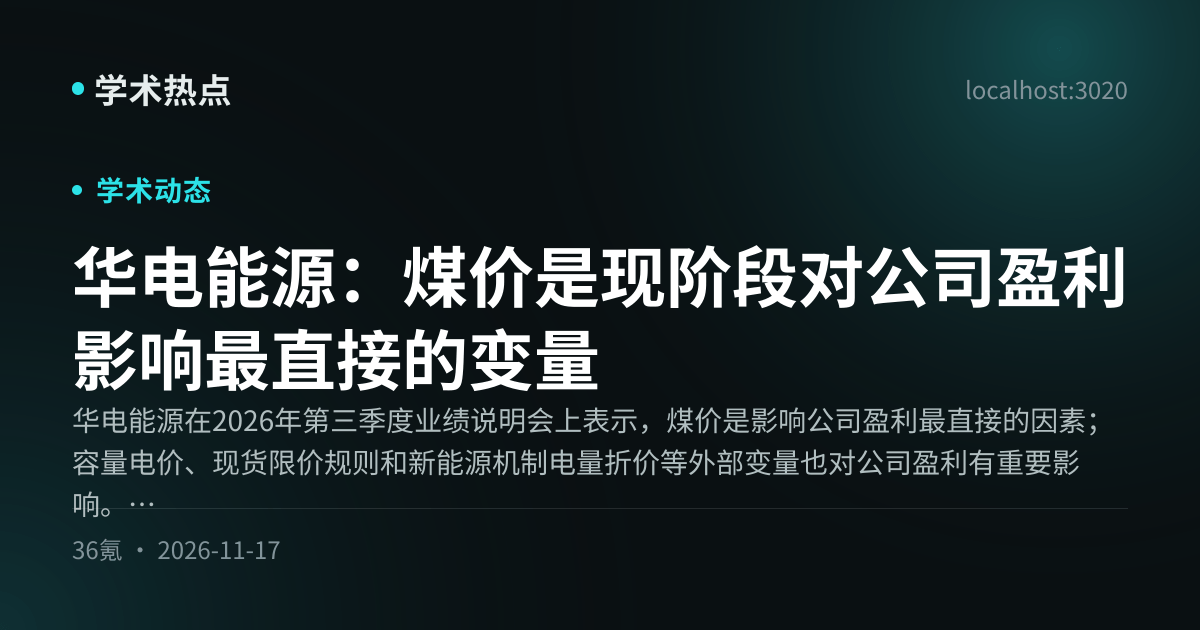 学术热点
localhost:3020
学术动态
华电能源：煤价是现阶段对公司盈利
影响最直接的变量
华电能源在2026年第三季度业绩说明会上表示，煤价是影响公司盈利最直接的因素；
容量电价、现货限价规则和新能源机制电量折价等外部变量也对公司盈利有重要影
响。…
36氪 · 2026-11-17